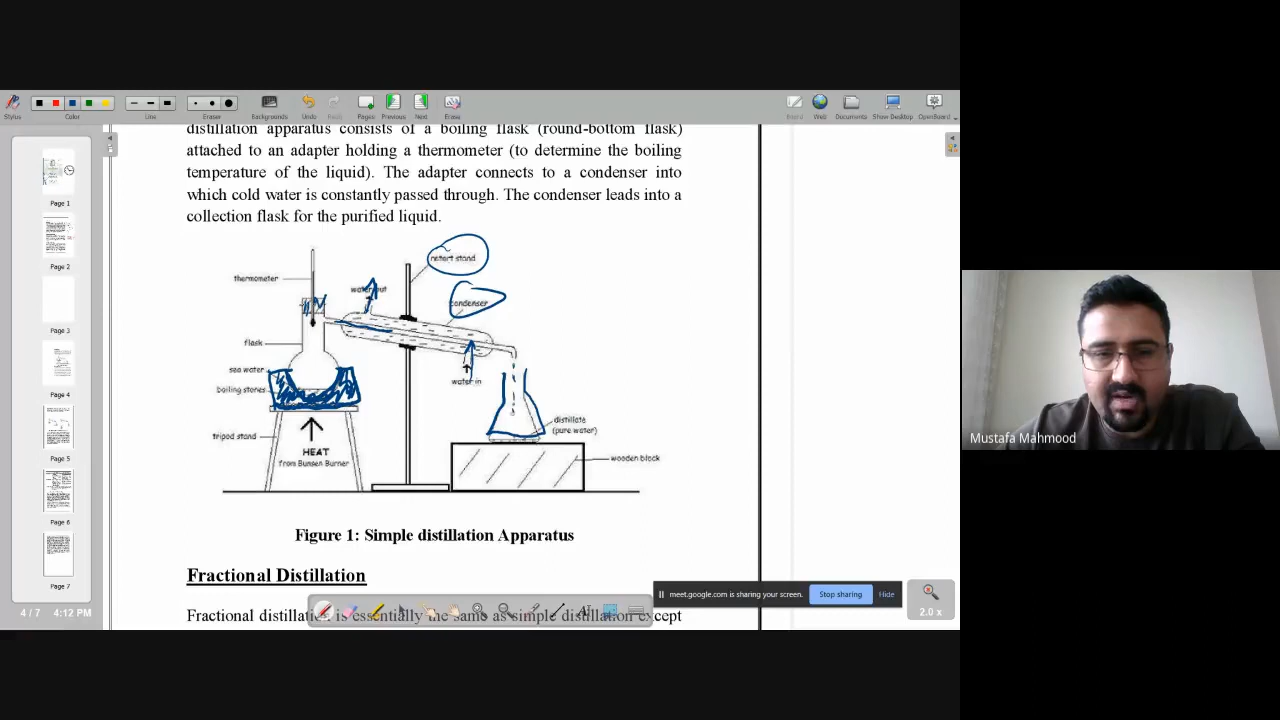 Stylus
Color
Line
Eraser
Backgrounds
Undo
Redo
Pages
Previous
Next
Erase
Board
Web
Documents
Show Desktop
OpenBoard
distillation apparatus consists of a boiling flask (round-bottom flask)
attached to an adapter holding a thermometer (to determine the boiling
temperature of the liquid). The adapter connects to a condenser into
which cold water is constantly passed through. The condenser leads into a
collection flask for the purified liquid.
Page 1
Page 2
Page 3
Page 4
Page 5
Page 6
Page 7
4 / 7 4:12 PM
retort stand
thermometer
water out
condenser
flask
sea water
boiling stones
water in
distillate
(pure water)
tripod stand
HEAT
from Bunsen Burner
wooden block
Figure 1: Simple distillation Apparatus
Fractional Distillation
Fractional distillation is essentially the same as simple distillation except
meet.google.com is sharing your screen.
Stop sharing
Hide
2.0 x
Mustafa Mahmood